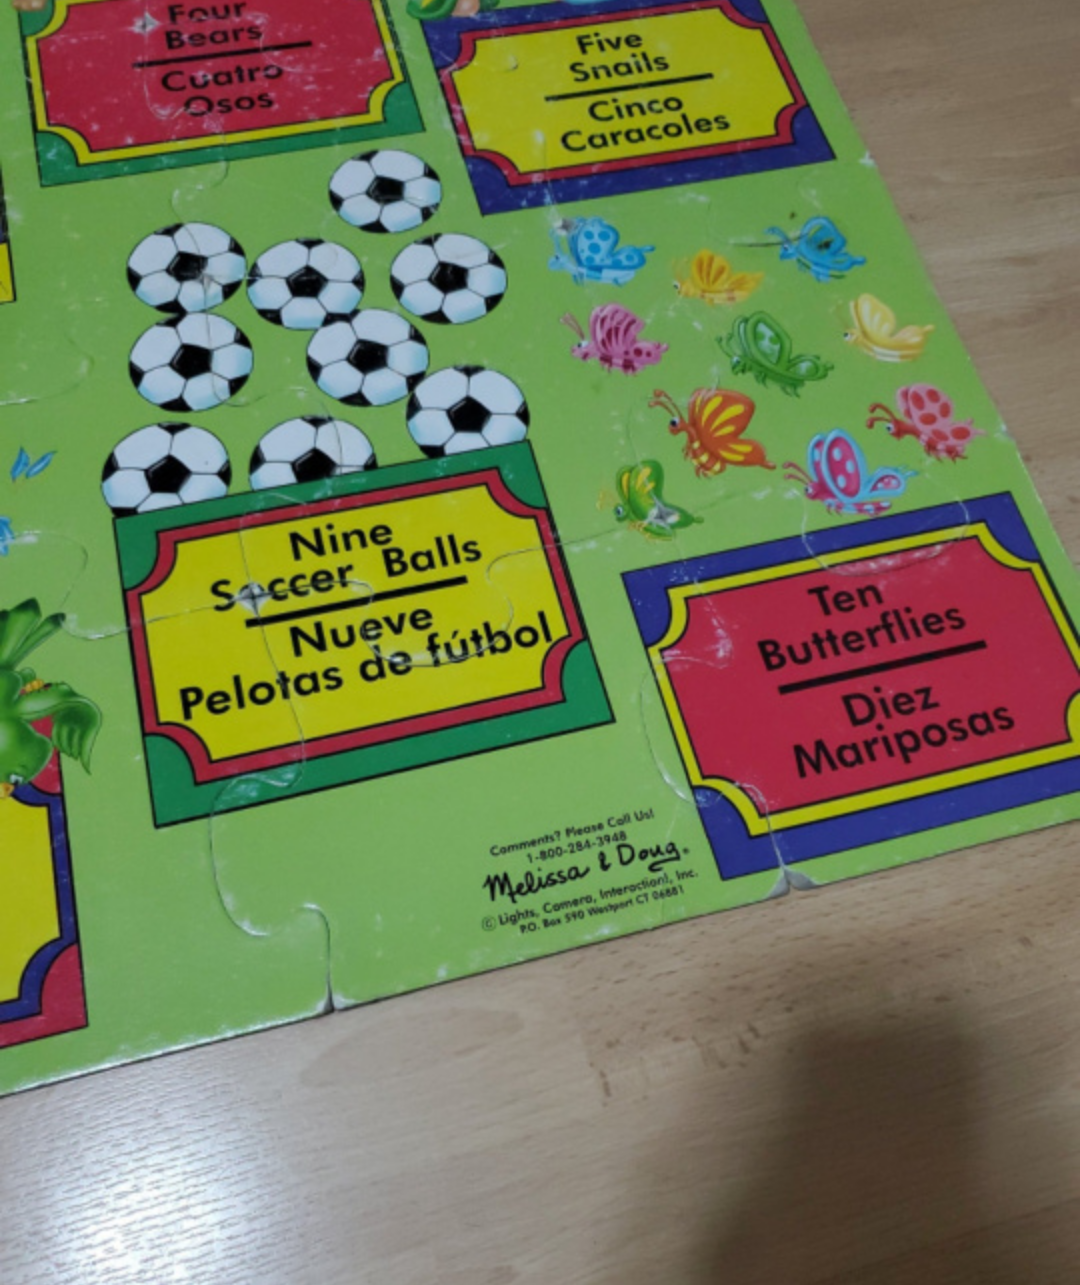 Four
Bears
Cuatro
Osos
Five
Snails
Cinco
Caracoles
Nine
Soccer Balls
Nueve
Pelotas de fútbol
Ten
Butterflies
Diez
Mariposas
Comments? Please Call Us!
1-800-284-3948
Melissa & Doug®
© Lights, Camera, Interaction!, Inc.
P.O. Box 590 Westport CT 06881